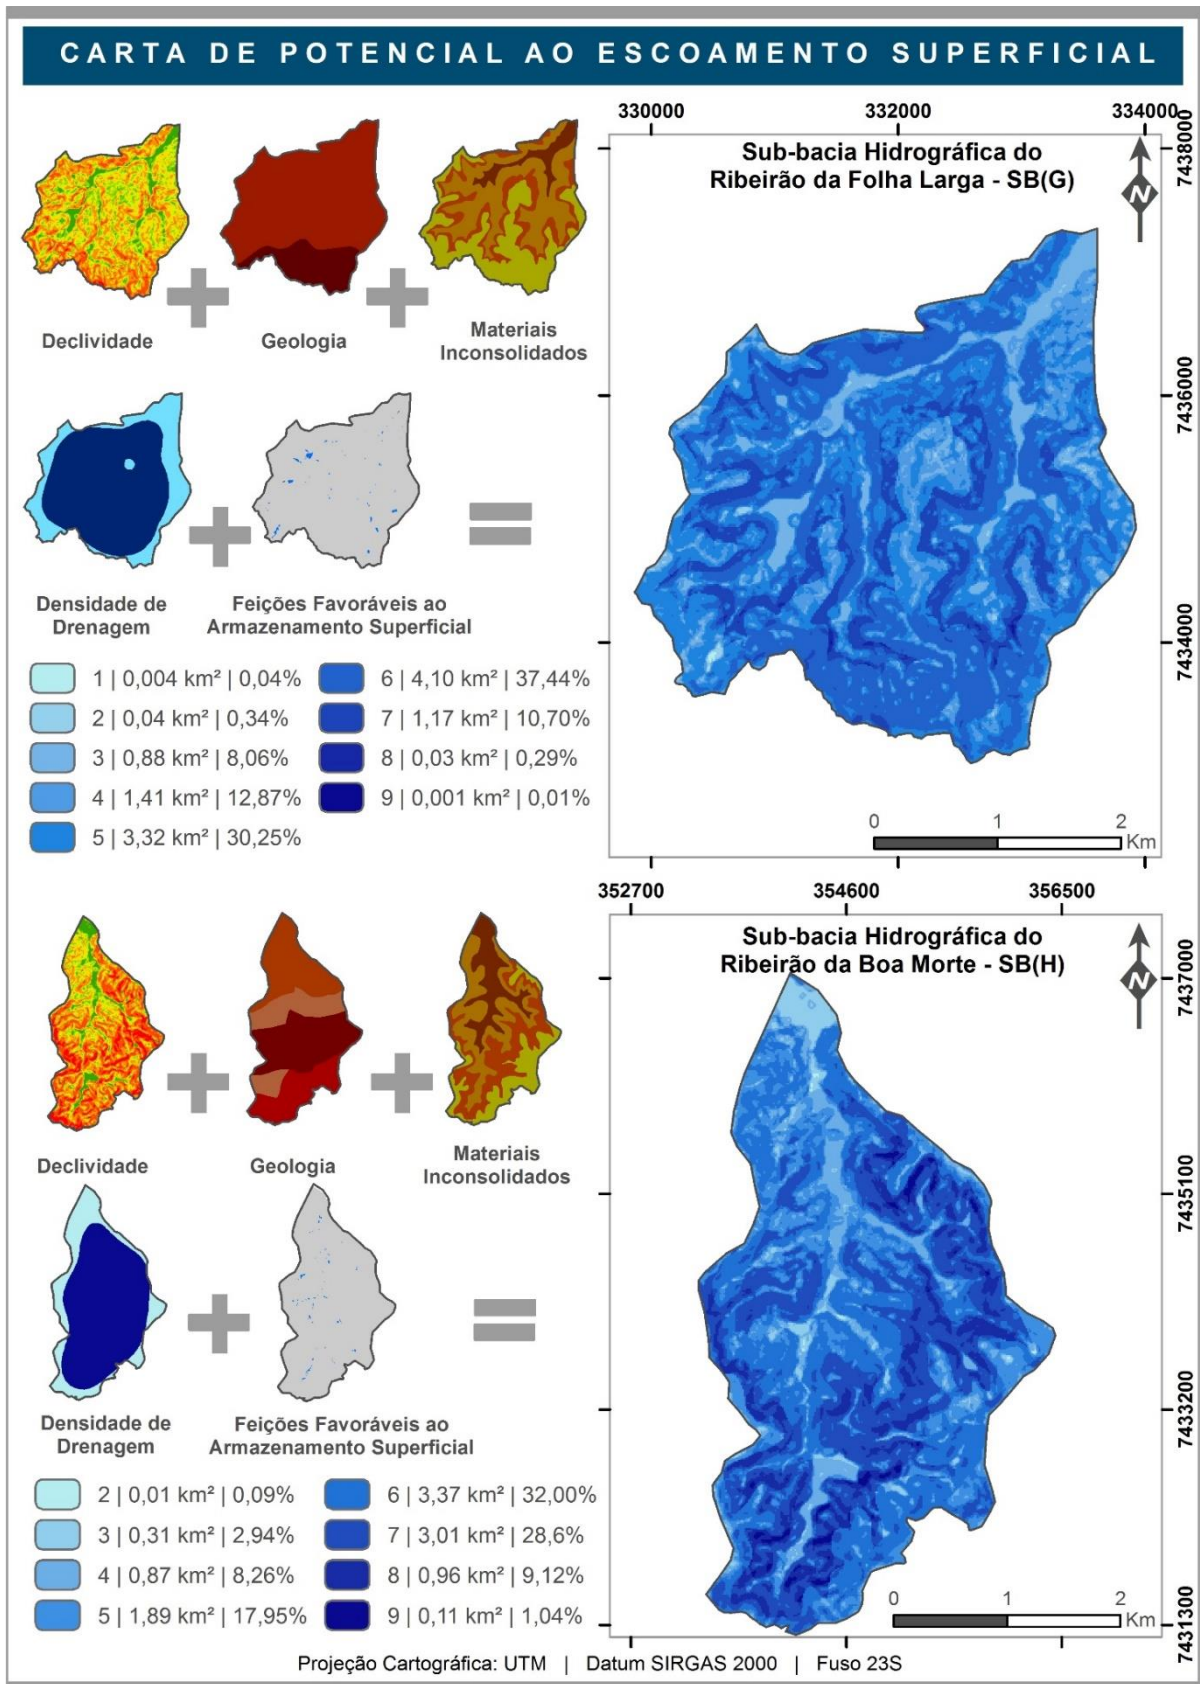 CARTA DE POTENCIAL AO ESCOAMENTO SUPERFICIAL
Declividade
Geologia
Materiais
Inconsolidados
Densidade de
Drenagem
Feições Favoráveis ao
Armazenamento Superficial
1 | 0,004 km² | 0,04%
2 | 0,04 km² | 0,34%
3 | 0,88 km² | 8,06%
4 | 1,41 km² | 12,87%
5 | 3,32 km² | 30,25%
6 | 4,10 km² | 37,44%
7 | 1,17 km² | 10,70%
8 | 0,03 km² | 0,29%
9 | 0,001 km² | 0,01%
330000 332000 334000
Sub-bacia Hidrográfica do
Ribeirão da Folha Larga - SB(G)
N
7438000
7436000
7434000
0 1 2
Km
Declividade
Geologia
Materiais
Inconsolidados
Densidade de
Drenagem
Feições Favoráveis ao
Armazenamento Superficial
2 | 0,01 km² | 0,09%
3 | 0,31 km² | 2,94%
4 | 0,87 km² | 8,26%
5 | 1,89 km² | 17,95%
6 | 3,37 km² | 32,00%
7 | 3,01 km² | 28,6%
8 | 0,96 km² | 9,12%
9 | 0,11 km² | 1,04%
352700 354600 356500
Sub-bacia Hidrográfica do
Ribeirão da Boa Morte - SB(H)
N
7437000
7435100
7433200
7431300
0 1 2
Km
Projeção Cartográfica: UTM | Datum SIRGAS 2000 | Fuso 23S